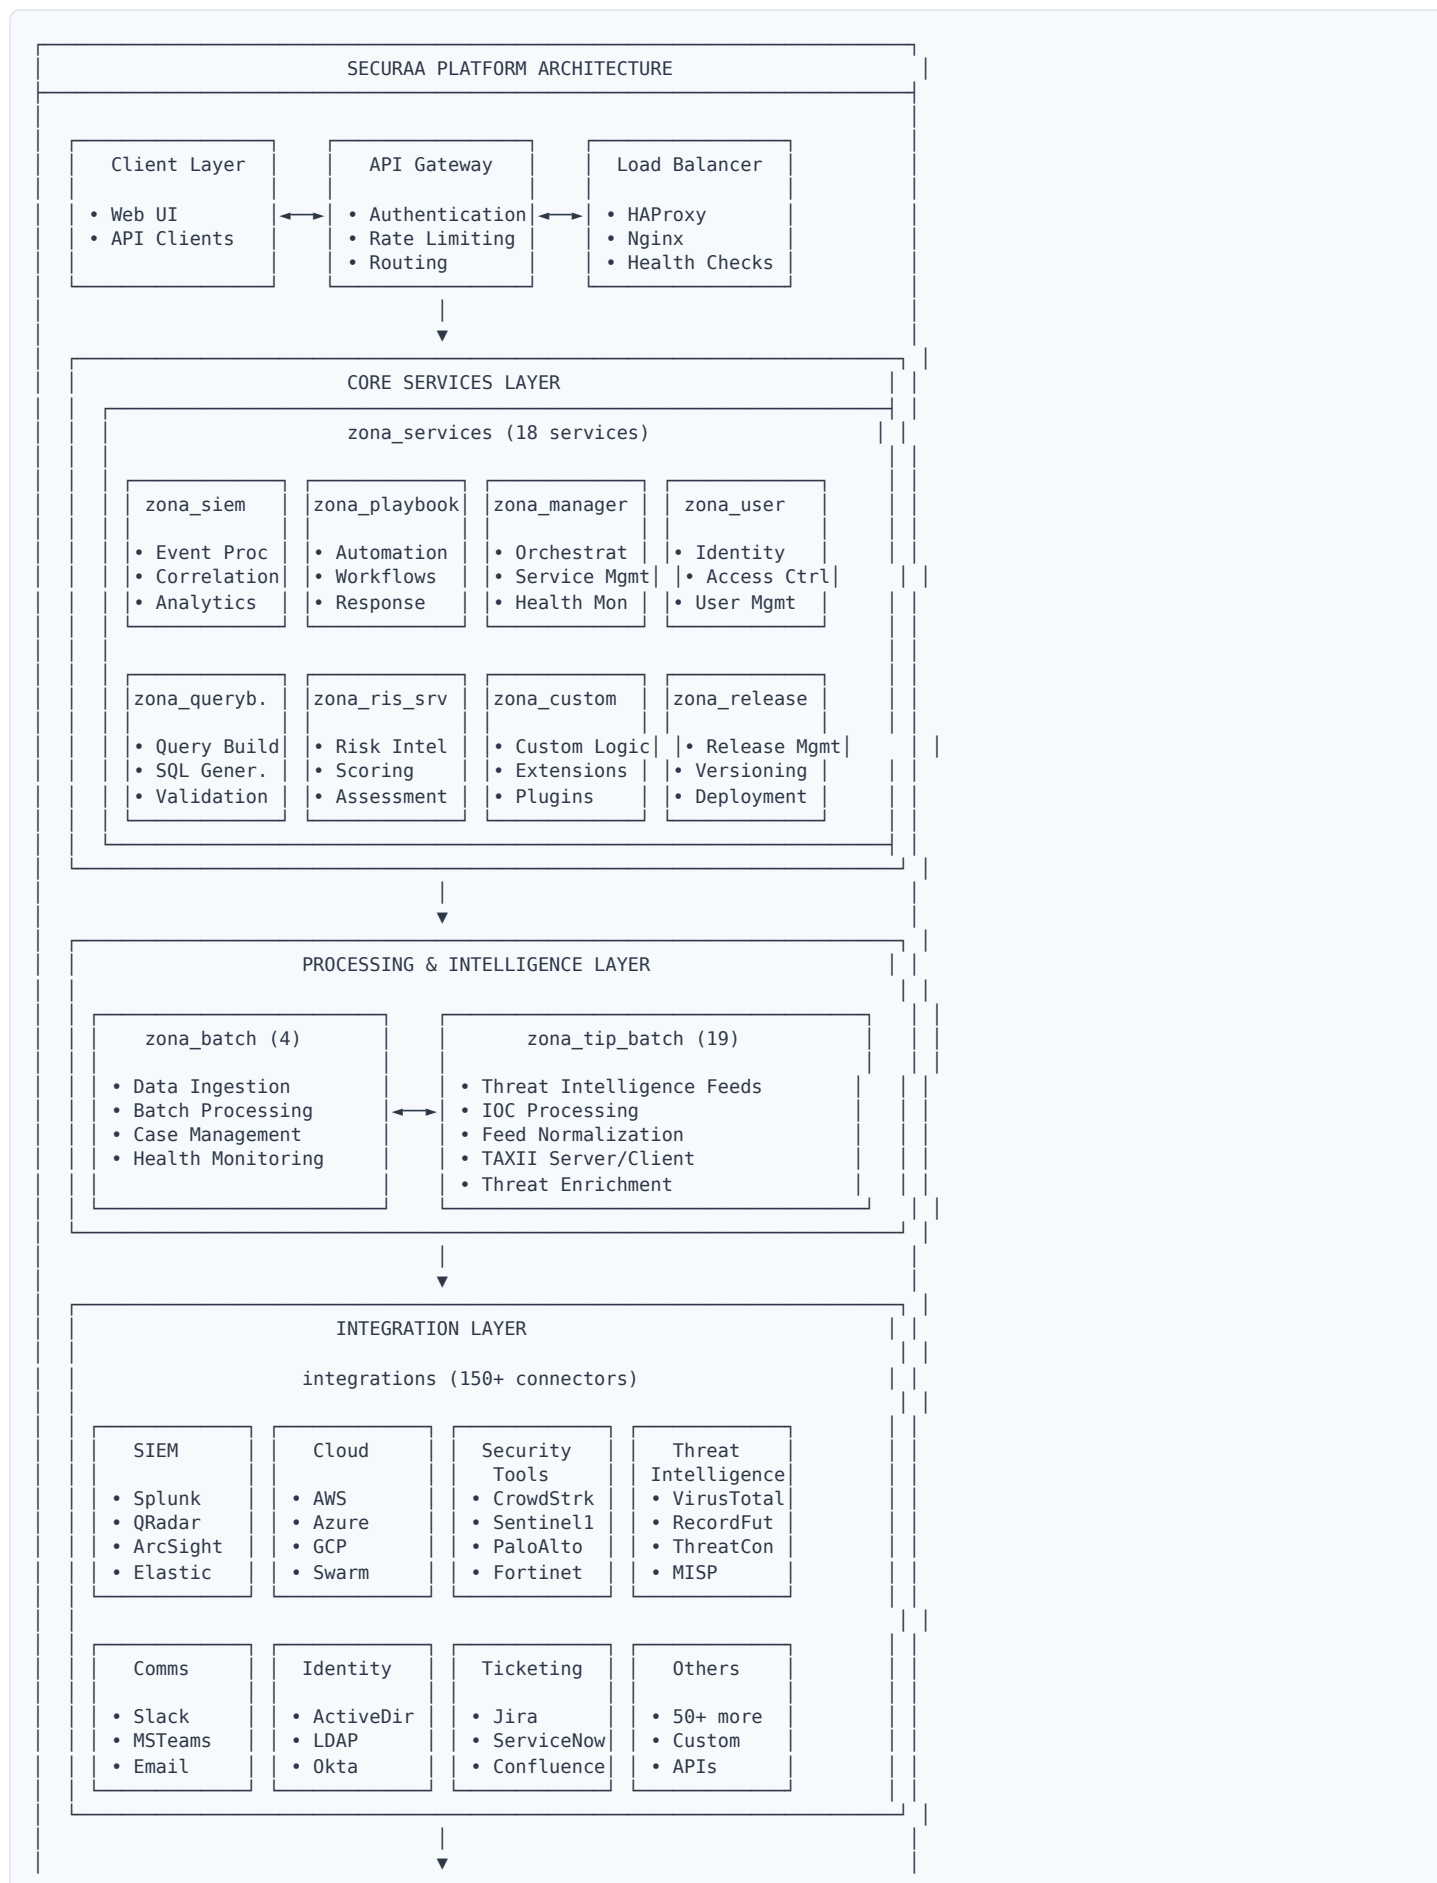 SECURAA PLATFORM ARCHITECTURE
Client Layer API Gateway Load Balancer
• Web UI • Authentication • HAProxy
• API Clients • Rate Limiting • Nginx
• Routing • Health Checks
CORE SERVICES LAYER
zona_services (18 services)
zona_siem zona_playbook zona_manager zona_user
• Event Proc • Automation • Orchestrat • Identity
• Correlation • Workflows • Service Mgmt • Access Ctrl
• Analytics • Response • Health Mon • User Mgmt
zona_queryb. zona_ris_srv zona_custom zona_release
• Query Build • Risk Intel • Custom Logic • Release Mgmt
• SQL Gener. • Scoring • Extensions • Versioning
• Validation • Assessment • Plugins • Deployment
PROCESSING & INTELLIGENCE LAYER
zona_batch (4) zona_tip_batch (19)
• Data Ingestion • Threat Intelligence Feeds
• Batch Processing • IOC Processing
• Case Management • Feed Normalization
• Health Monitoring • TAXII Server/Client
• Threat Enrichment
INTEGRATION LAYER
integrations (150+ connectors)
SIEM Cloud Security Threat
Tools Intelligence
• Splunk • AWS • CrowdStrk • VirusTotal
• QRadar • Azure • Sentinel1 • RecordFut
• ArcSight • GCP • PaloAlto • ThreatCon
• Elastic • Swarm • Fortinet • MISP
Comms Identity Ticketing Others
• Slack • ActiveDir • Jira • 50+ more
• MSTeams • LDAP • ServiceNow • Custom
• Email • Okta • Confluence • APIs